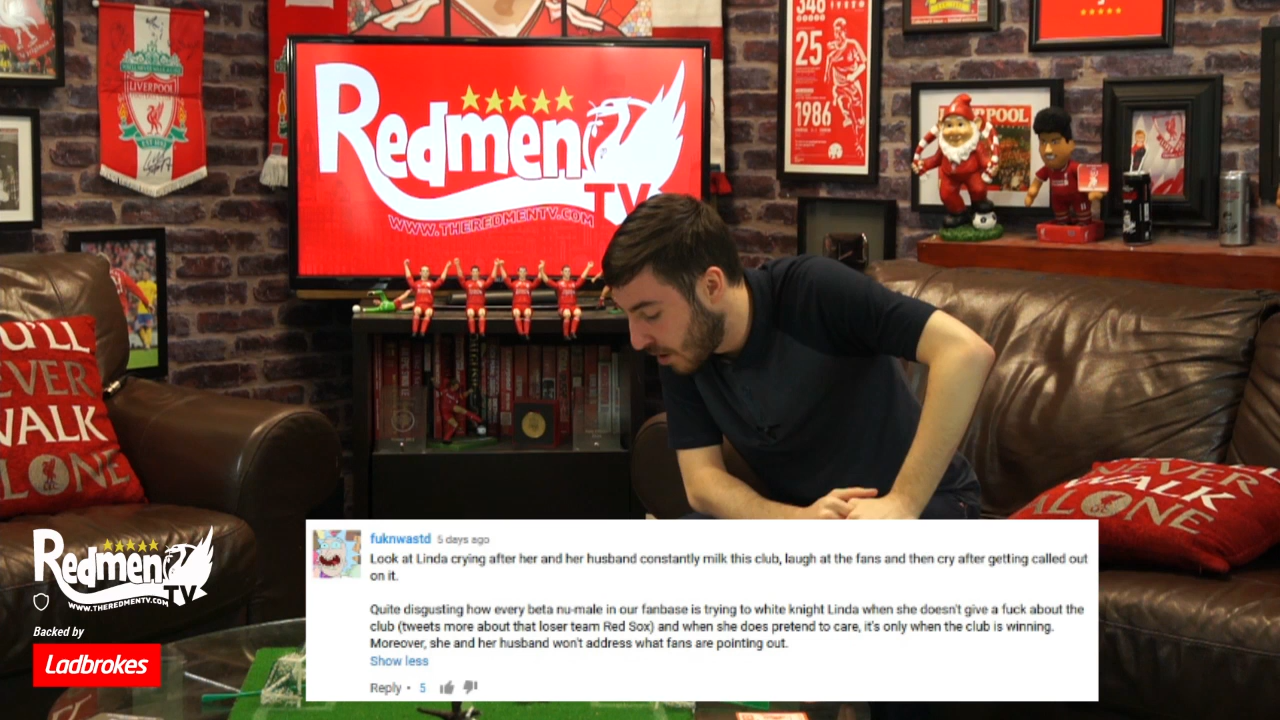 LIVERPOOL
Redmen
TV
WWW.THEREDMENTV.COM
25
1986
U'LL
EVER
WALK
LONE
NEVER
WALK
ALONE
Redmen
TV
WWW.THEREDMENTV.COM
Backed by
Ladbrokes
fuknwastd 5 days ago
Look at Linda crying after her and her husband constantly milk this club, laugh at the fans and then cry after getting called out
on it.
Quite disgusting how every beta nu-male in our fanbase is trying to white knight Linda when she doesn't give a fuck about the
club (tweets more about that loser team Red Sox) and when she does pretend to care, it's only when the club is winning.
Moreover, she and her husband won't address what fans are pointing out.
Show less
Reply • 5